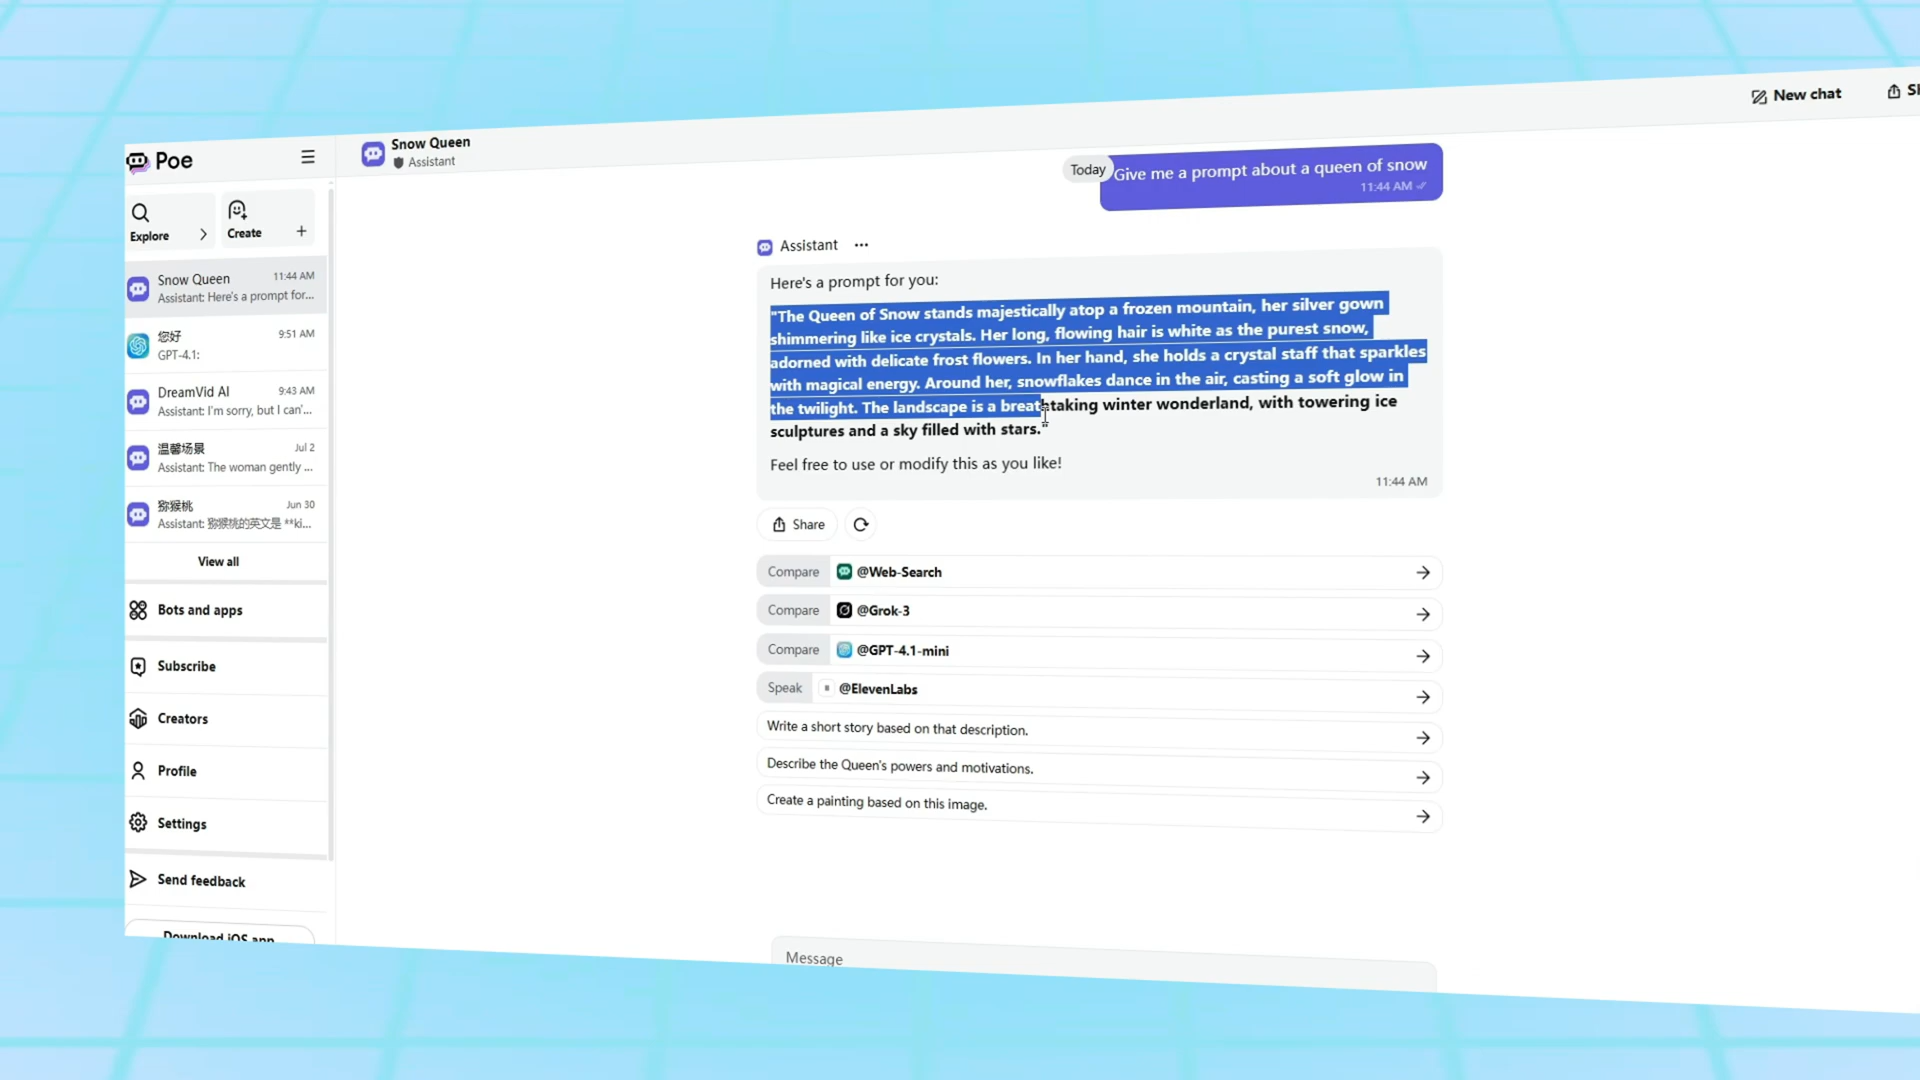 Poe
Explore
Create
Snow Queen 11:44 AM
Assistant: Here's a prompt for...
您好 9:51 AM
GPT-4.1:
DreamVid AI 9:43 AM
Assistant: I'm sorry, but I can'...
温馨场景 Jul 2
Assistant: The woman gently ...
猕猴桃 Jun 30
Assistant: 猕猴桃的英文是 **ki...
View all
Bots and apps
Subscribe
Creators
Profile
Settings
Send feedback
Download iOS app
Snow Queen
Assistant
New chat
Today
Give me a prompt about a queen of snow
11:44 AM
Assistant
Here's a prompt for you:
"The Queen of Snow stands majestically atop a frozen mountain, her silver gown
shimmering like ice crystals. Her long, flowing hair is white as the purest snow,
adorned with delicate frost flowers. In her hand, she holds a crystal staff that sparkles
with magical energy. Around her, snowflakes dance in the air, casting a soft glow in
the twilight. The landscape is a breathtaking winter wonderland, with towering ice
sculptures and a sky filled with stars."
Feel free to use or modify this as you like!
11:44 AM
Share
Compare @Web-Search
Compare @Grok-3
Compare @GPT-4.1-mini
Speak @ElevenLabs
Write a short story based on that description.
Describe the Queen's powers and motivations.
Create a painting based on this image.
Message